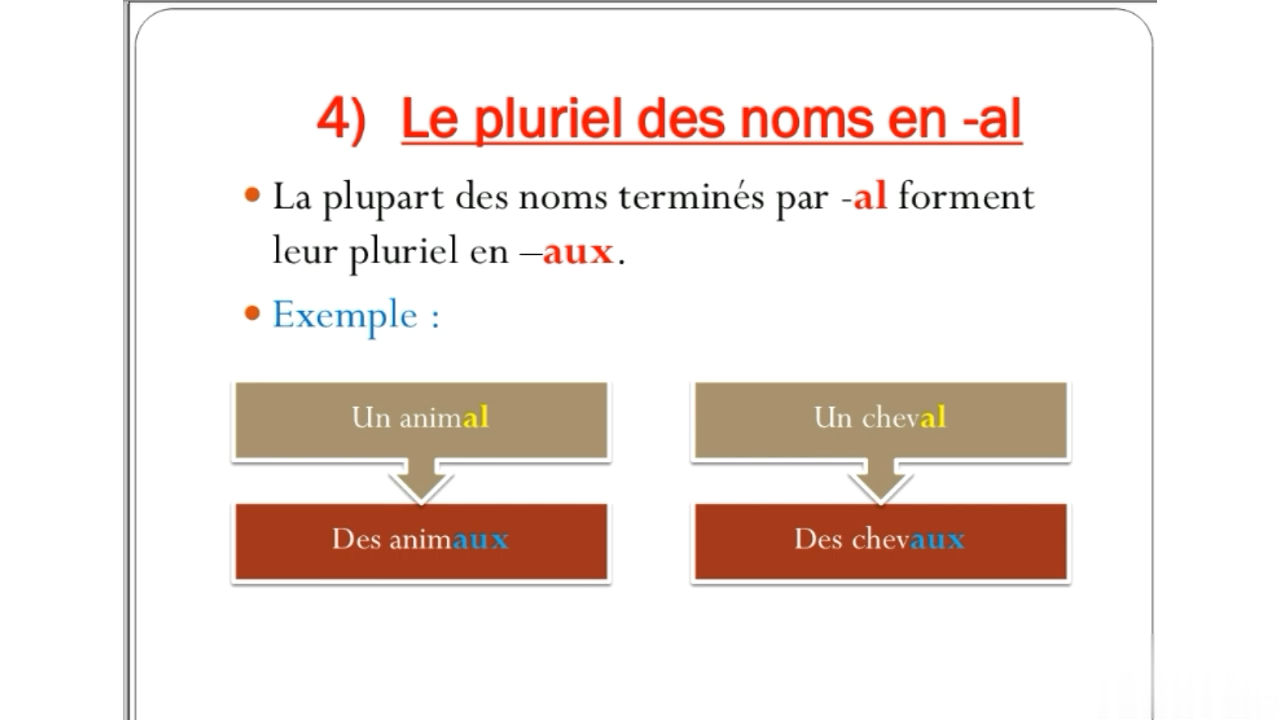 4) Le pluriel des noms en -al
• La plupart des noms terminés par -al forment
leur pluriel en –aux.
• Exemple :
Un animal
Un cheval
Des animaux
Des chevaux